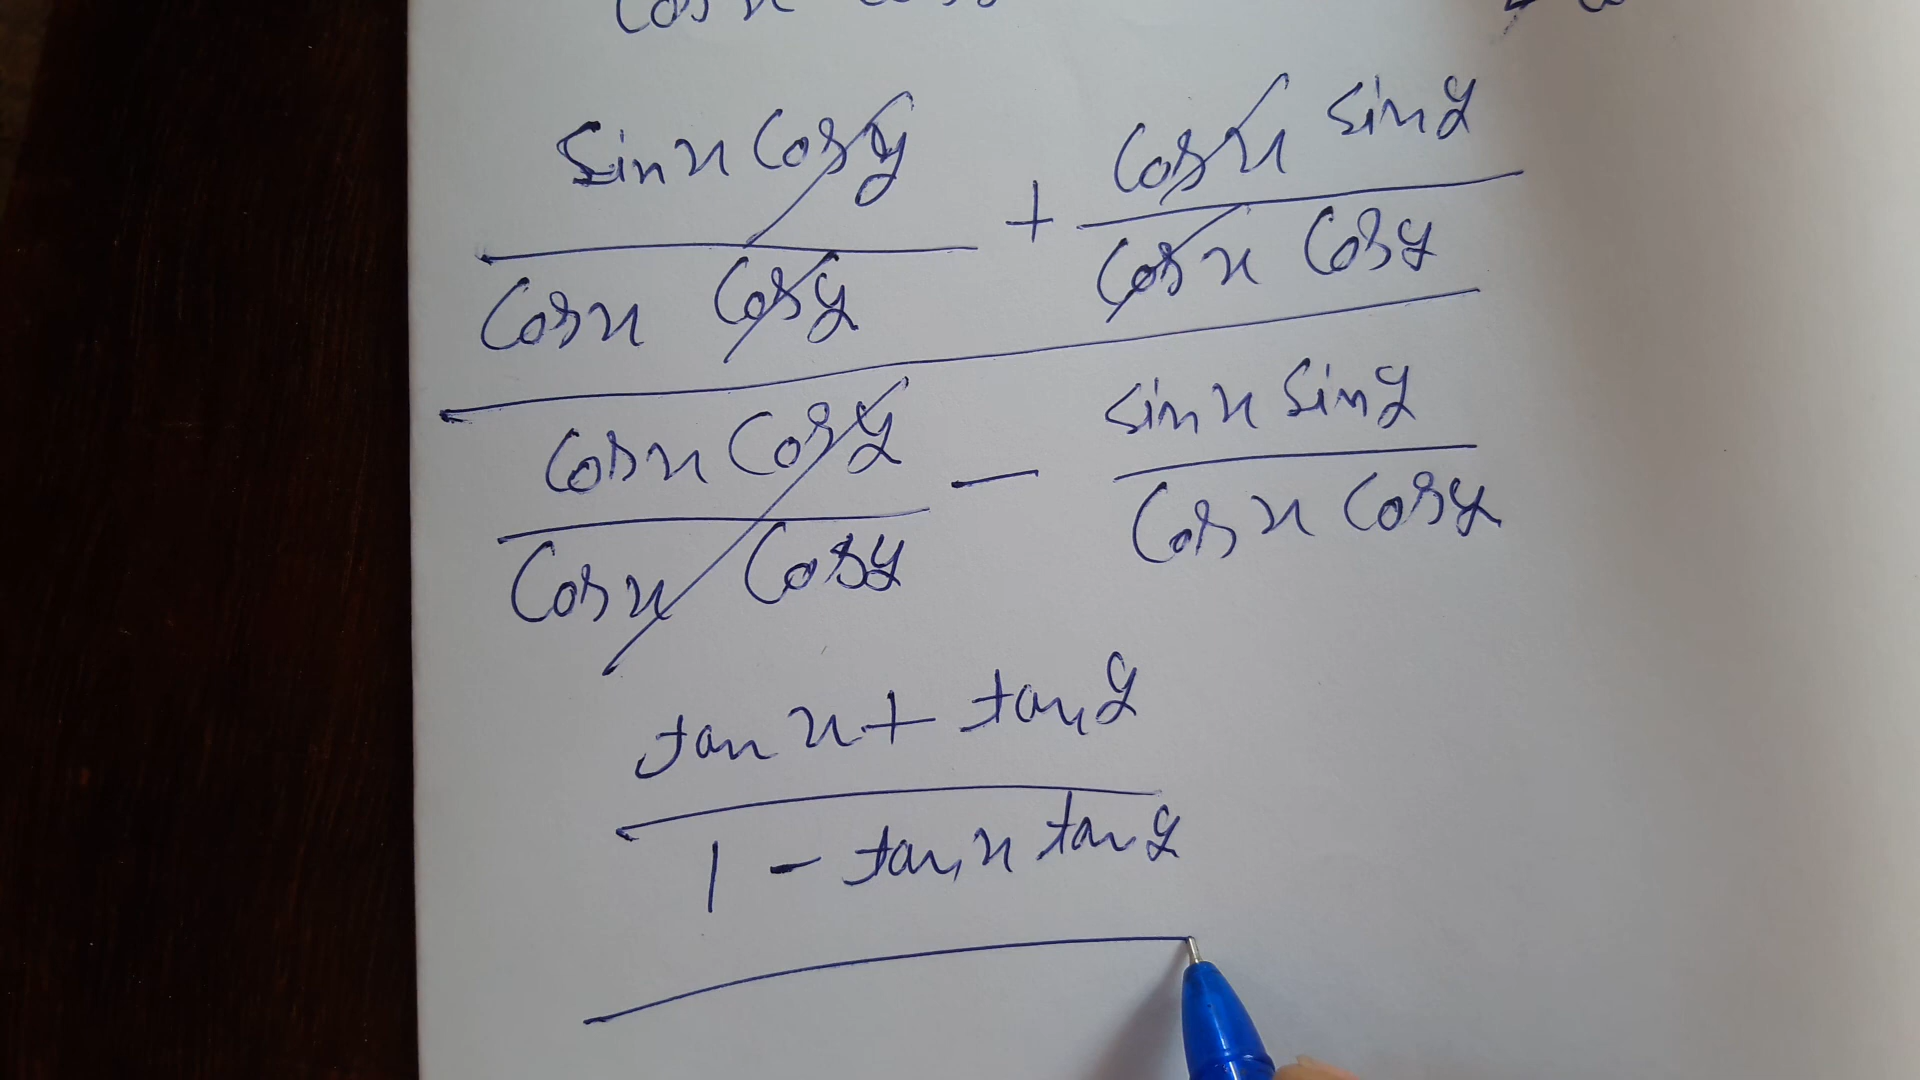 Cosx
Sinx Cosy + Cosx Siny
Cosx Cosy Cosx Cosy
Cosx Cosy - Sinx Siny
Cosx Cosy Cosx Cosy
tanx + tany
1 - tanx tany